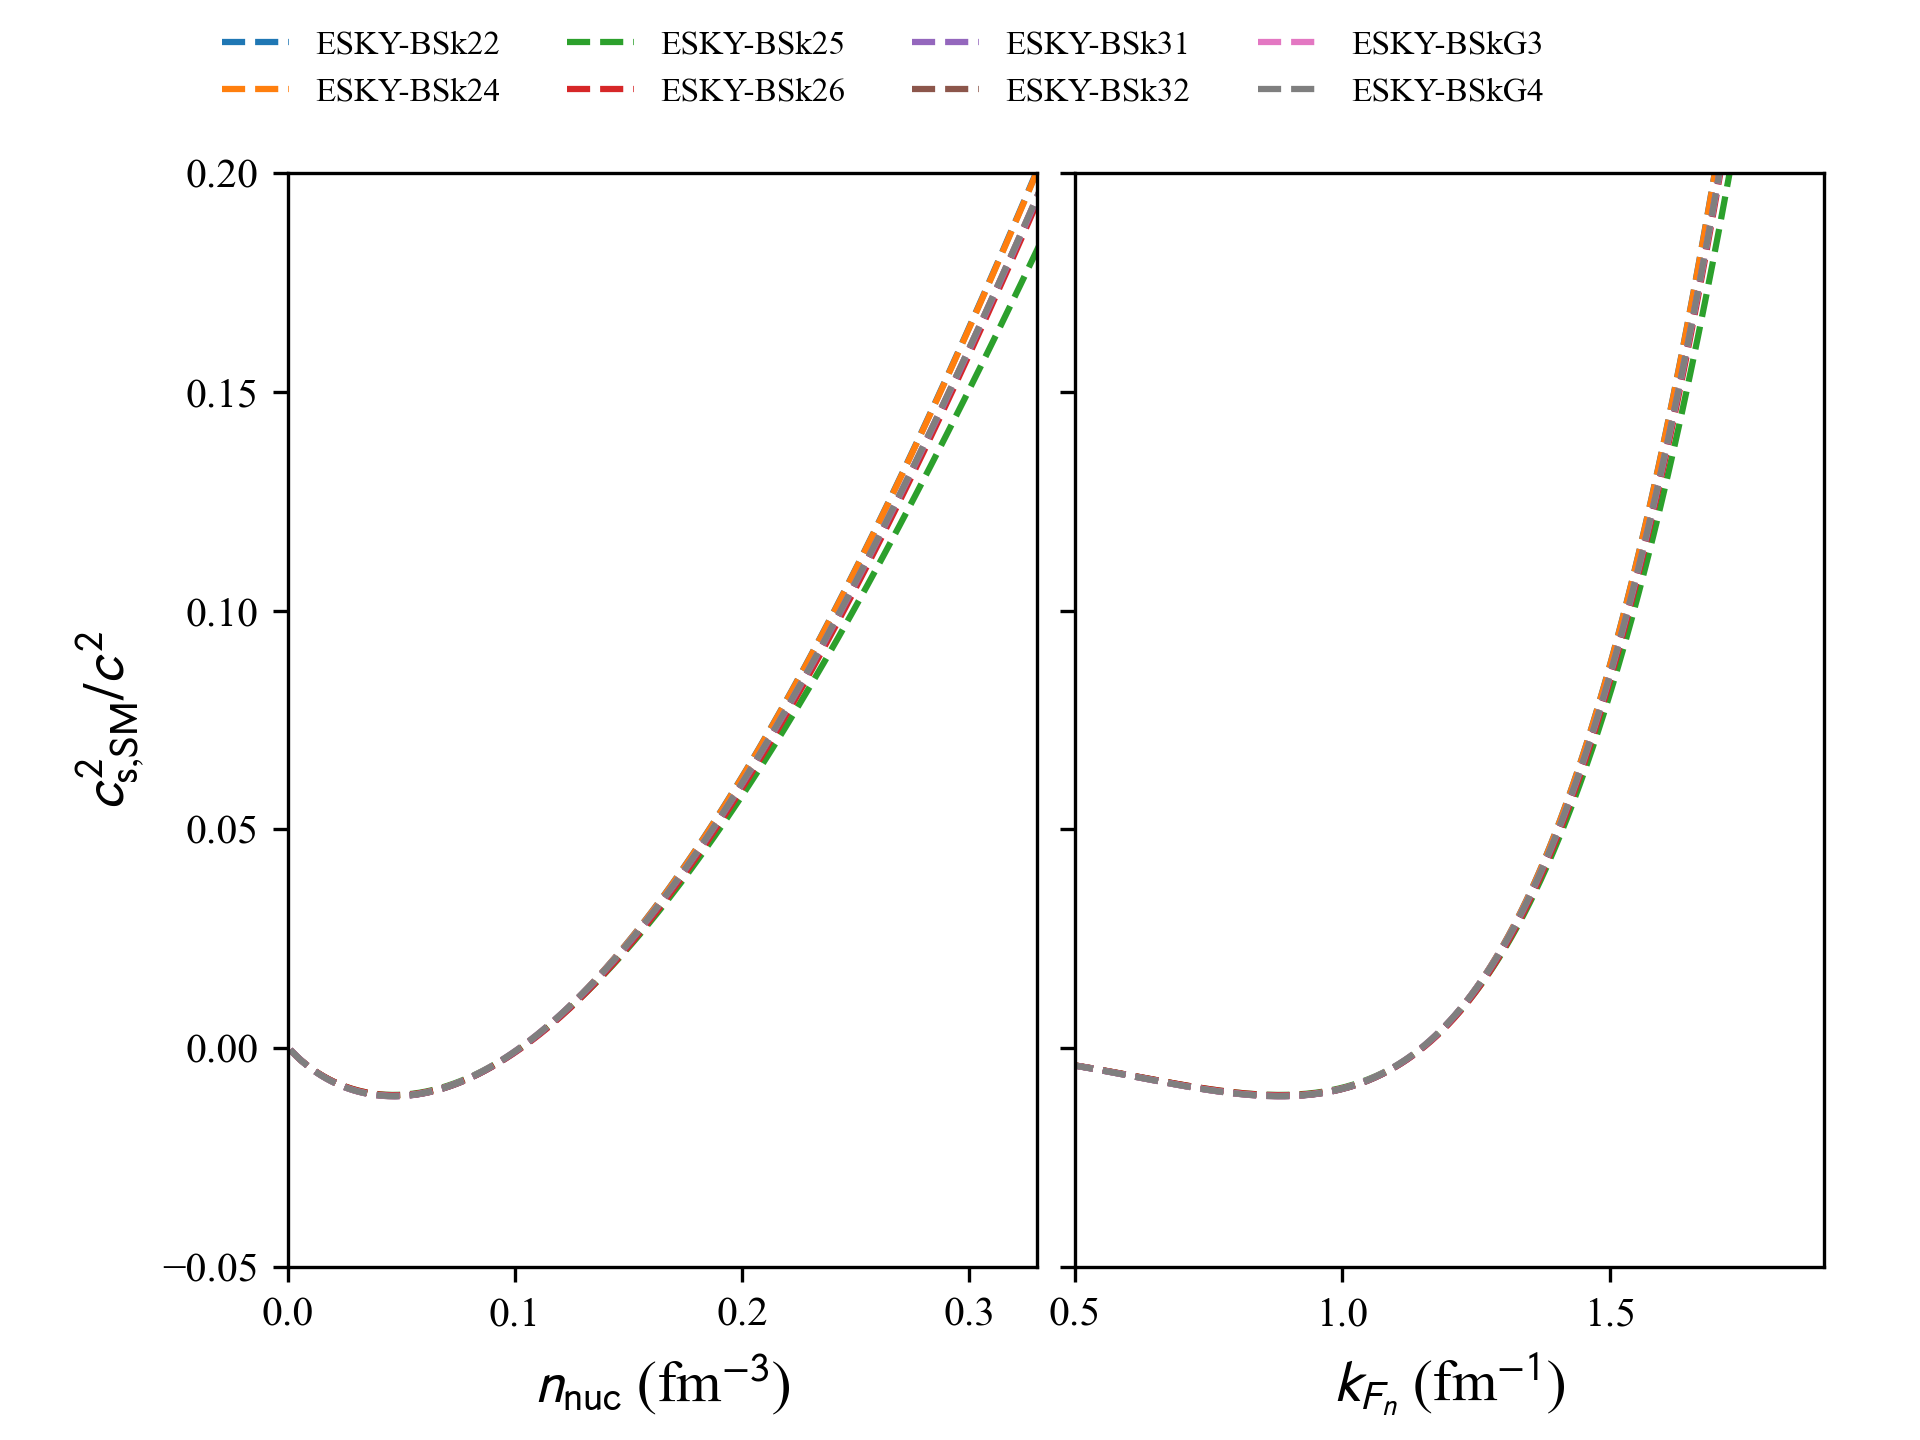 ESKY-BSk22 ESKY-BSk25 ESKY-BSk31 ESKY-BSkG3
ESKY-BSk24 ESKY-BSk26 ESKY-BSk32 ESKY-BSkG4
0.20
0.15
0.10
0.05
0.00
−0.05
c²s,SM/c²
0.0 0.1 0.2 0.3
0.5 1.0 1.5
nnuc (fm⁻³)
kFn (fm⁻¹)